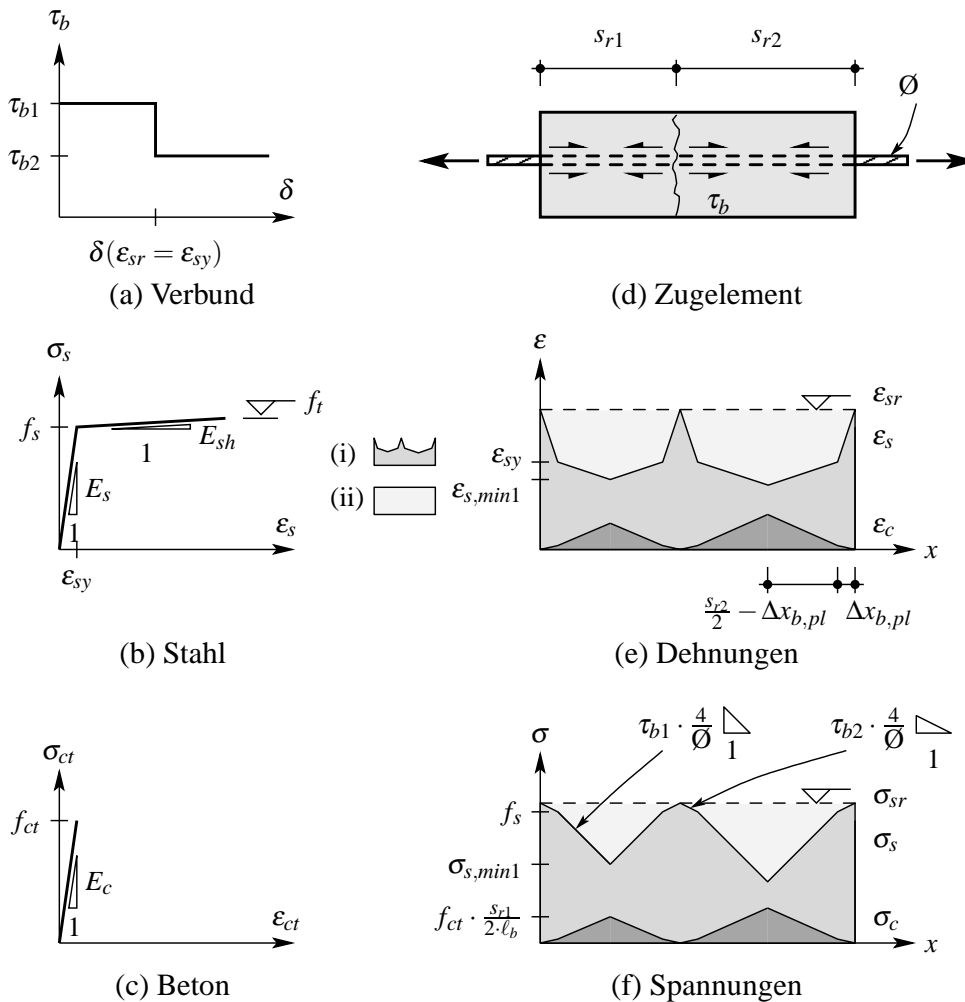 τ_b
τ_b1
τ_b2
δ
δ(ε_sr = ε_sy)
(a) Verbund
s_r1
s_r2
Ø
τ_b
(d) Zugelement
σ_s
f_s
f_t
E_sh
1
E_s
1
ε_s
ε_sy
(b) Stahl
(i)
(ii)
ε
ε_sr
ε_s
ε_sy
ε_s,min1
ε_c
x
s_r2/2 − Δx_b,pl
Δx_b,pl
(e) Dehnungen
σ_ct
f_ct
E_c
1
ε_ct
(c) Beton
τ_b1 · 4/Ø
1
τ_b2 · 4/Ø
1
σ
σ_sr
f_s
σ_s
σ_s,min1
f_ct · s_r1/2·ℓ_b
σ_c
x
(f) Spannungen